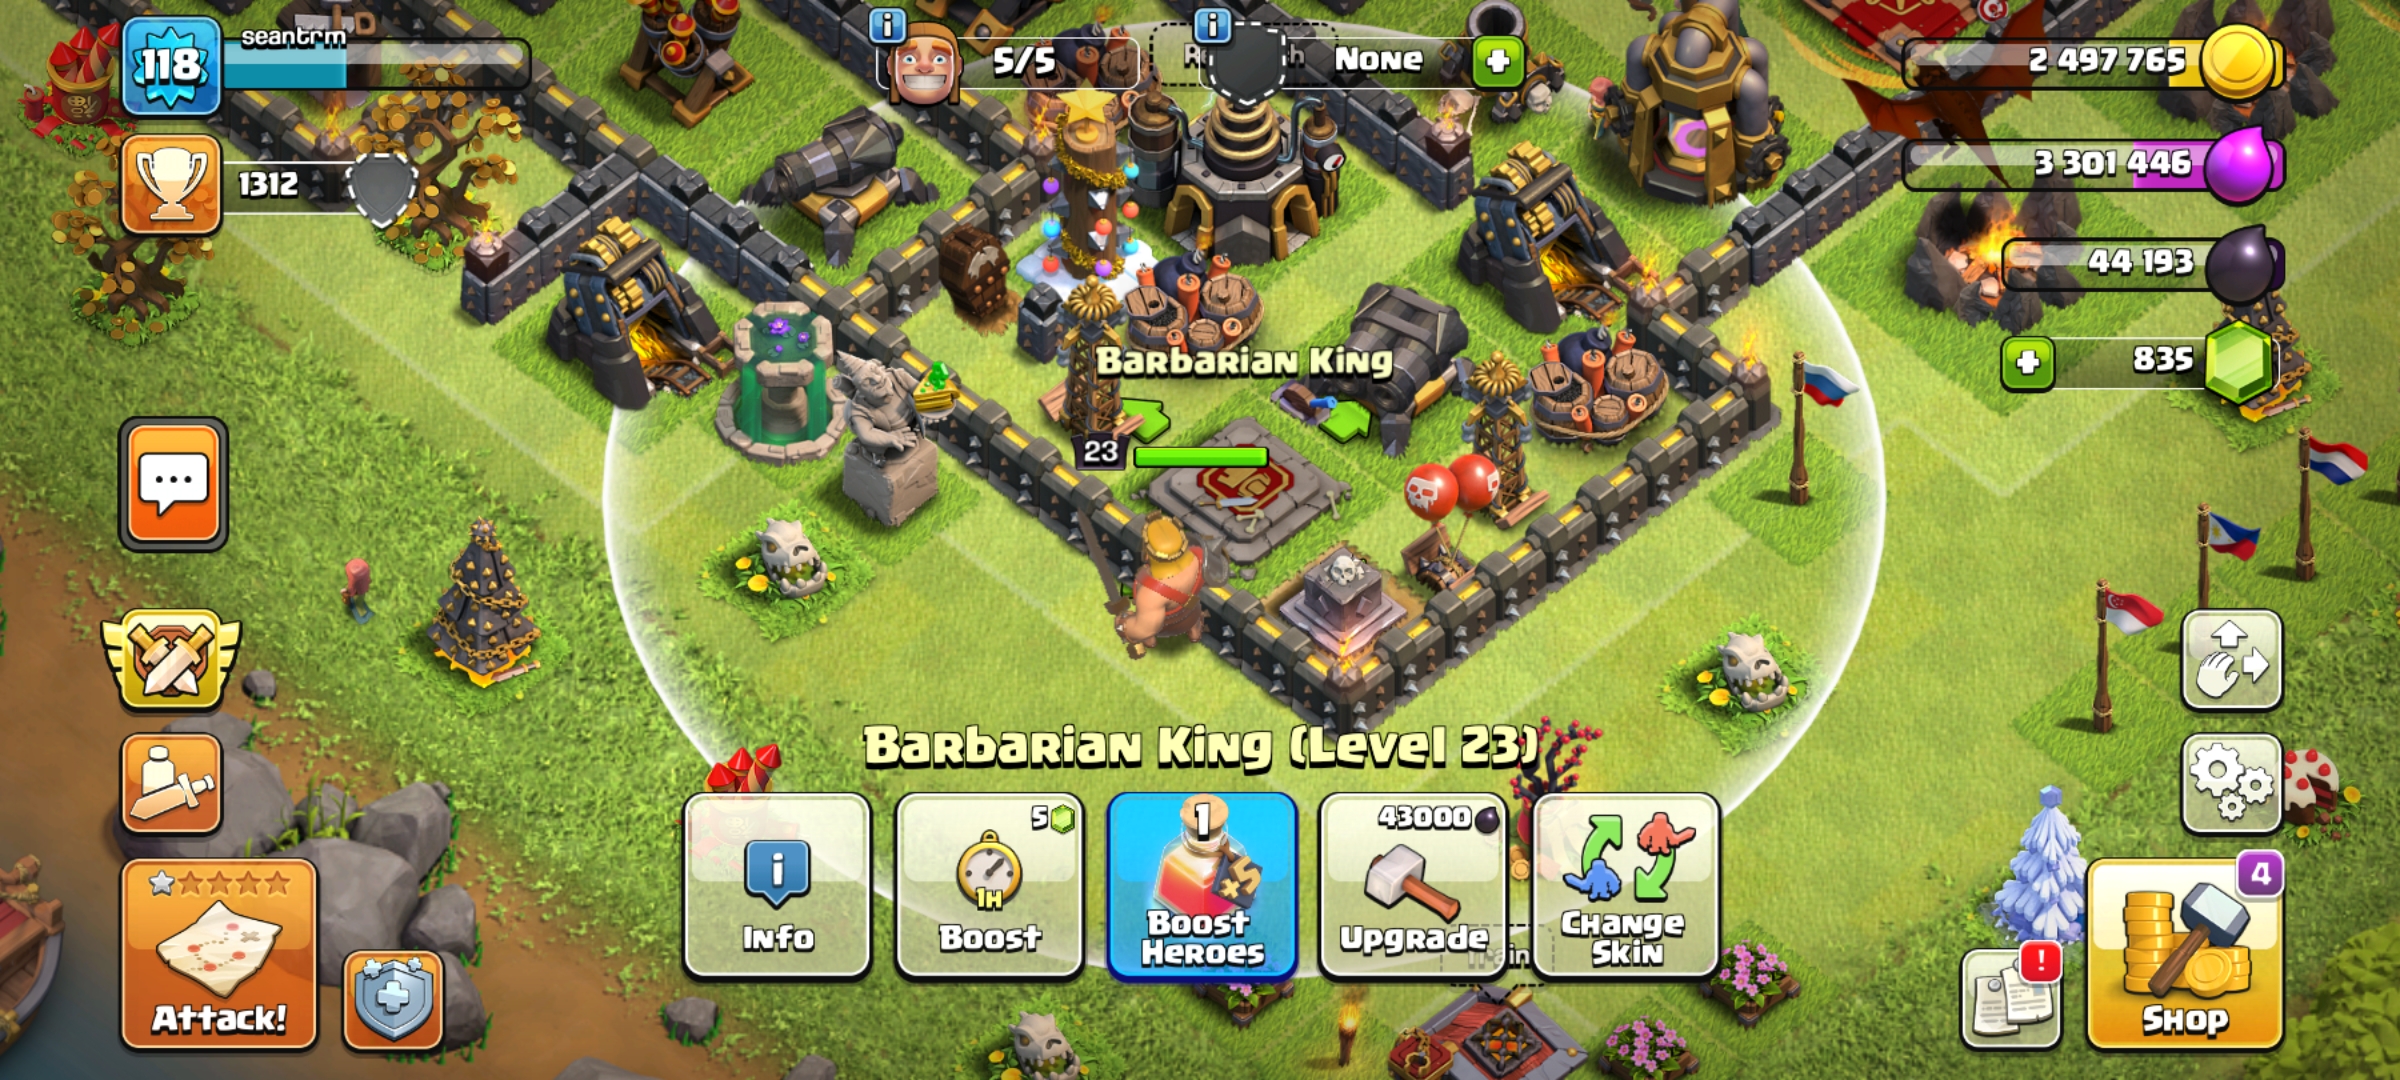 118
seantrm
5/5
None
2 497 765
1312
3 301 446
44 193
835
Barbarian King
23
Barbarian King (Level 23)
Info
5
1H
Boost
1
x5
Boost
Heroes
43000
Upgrade
Change
Skin
Attack!
!
4
Shop